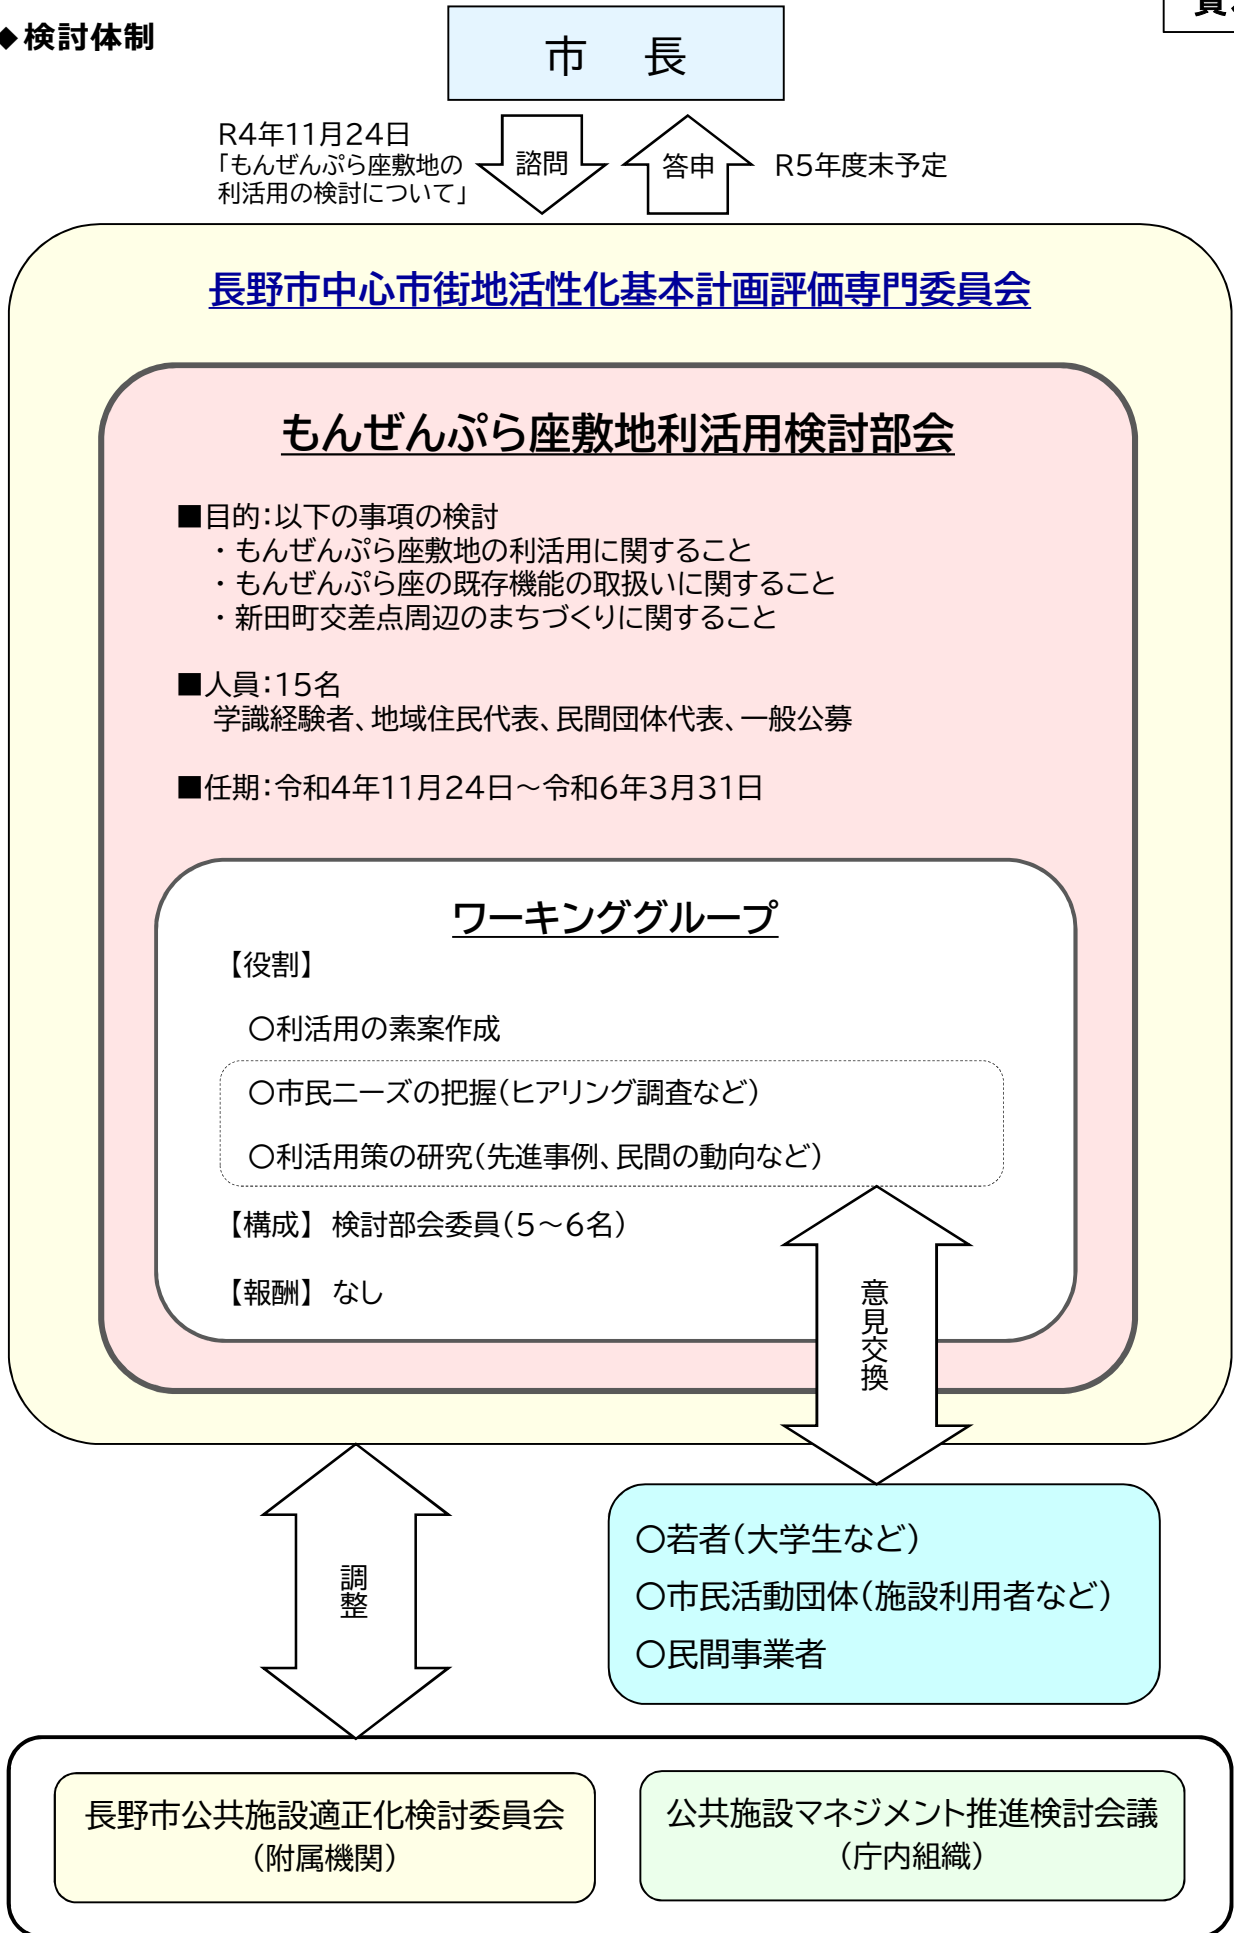 ◆検討体制
市　長
R4年11月24日
「もんぜんぷら座敷地の
利活用の検討について」
諮問
答申
R5年度末予定
長野市中心市街地活性化基本計画評価専門委員会
もんぜんぷら座敷地利活用検討部会
■目的：以下の事項の検討
・もんぜんぷら座敷地の利活用に関すること
・もんぜんぷら座の既存機能の取扱いに関すること
・新田町交差点周辺のまちづくりに関すること
■人員：15名
学識経験者、地域住民代表、民間団体代表、一般公募
■任期：令和4年11月24日～令和6年3月31日
ワーキンググループ
【役割】
○利活用の素案作成
○市民ニーズの把握（ヒアリング調査など）
○利活用策の研究（先進事例、民間の動向など）
【構成】 検討部会委員（5～6名）
【報酬】 なし
意見交換
調整
○若者（大学生など）
○市民活動団体（施設利用者など）
○民間事業者
長野市公共施設適正化検討委員会
（附属機関）
公共施設マネジメント推進検討会議
（庁内組織）